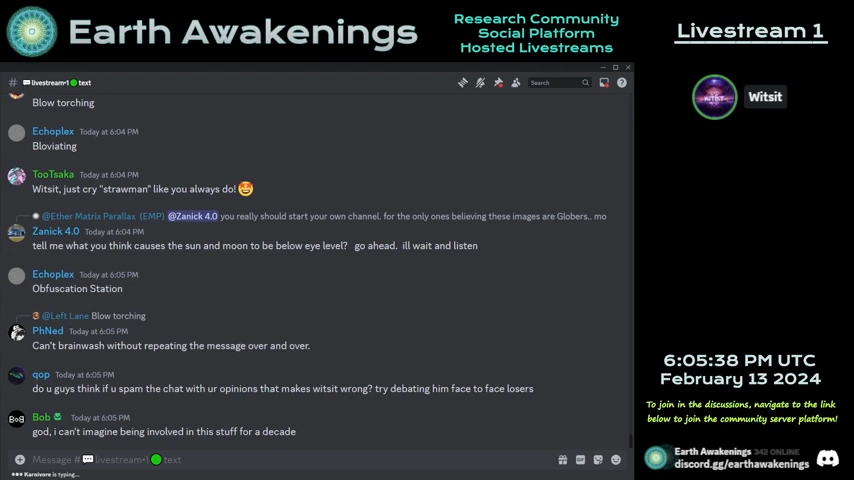 Earth Awakenings
Research Community
Social Platform
Hosted Livestreams
Livestream 1
Witsit
# livestream-1 text
Search
Blow torching
Echoplex Today at 6:04 PM
Bloviating
TooTsaka Today at 6:04 PM
Witsit, just cry "strawman" like you always do!
@Ether Matrix Parallax (EMP) @Zanick 4.0 you really should start your own channel. for the only ones believing these images are Globers.. mo
Zanick 4.0 Today at 6:04 PM
tell me what you think causes the sun and moon to be below eye level? go ahead. ill wait and listen
Echoplex Today at 6:05 PM
Obfuscation Station
@Left Lane Blow torching
PhNed Today at 6:05 PM
Can't brainwash without repeating the message over and over.
qop Today at 6:05 PM
do u guys think if u spam the chat with ur opinions that makes witsit wrong? try debating him face to face losers
BoB
Bob Today at 6:05 PM
god, i can't imagine being involved in this stuff for a decade
Message # livestream-1 text
GIF
Karnivore is typing...
6:05:38 PM UTC
February 13 2024
To join in the discussions, navigate to the link
below to join the community server platform!
Earth Awakenings 342 ONLINE
discord.gg/earthawakenings